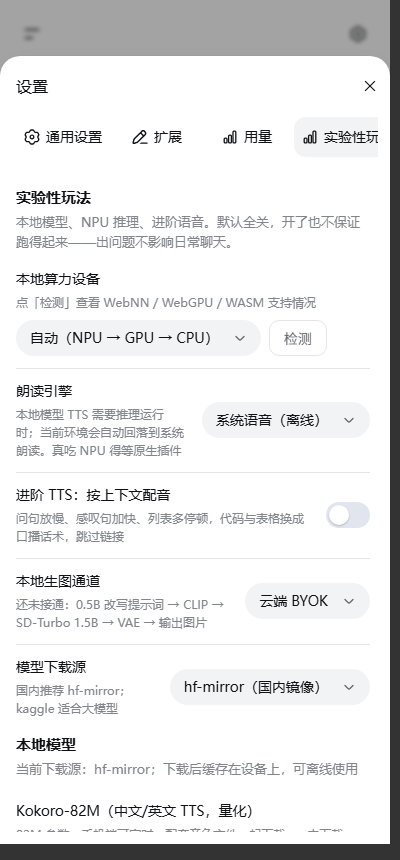 设置
通用设置 扩展 用量 实验性玩
实验性玩法
本地模型、NPU 推理、进阶语音。默认全关，开了也不保证
跑得起来——出问题不影响日常聊天。
本地算力设备
点「检测」查看 WebNN / WebGPU / WASM 支持情况
自动（NPU → GPU → CPU） 检测
朗读引擎
本地模型 TTS 需要推理运行
时；当前环境会自动回落到系统
朗读。真吃 NPU 得等原生插件
系统语音（离线）
进阶 TTS：按上下文配音
问句放慢、感叹句加快、列表多停顿，代码与表格换成
口播话术，跳过链接
本地生图通道
还未接通：0.5B 改写提示词 → CLIP →
SD-Turbo 1.5B → VAE → 输出图片
云端 BYOK
模型下载源
国内推荐 hf-mirror；
kaggle 适合大模型
hf-mirror（国内镜像）
本地模型
当前下载源：hf-mirror；下载后缓存在设备上，可离线使用
Kokoro-82M（中文/英文 TTS，量化）